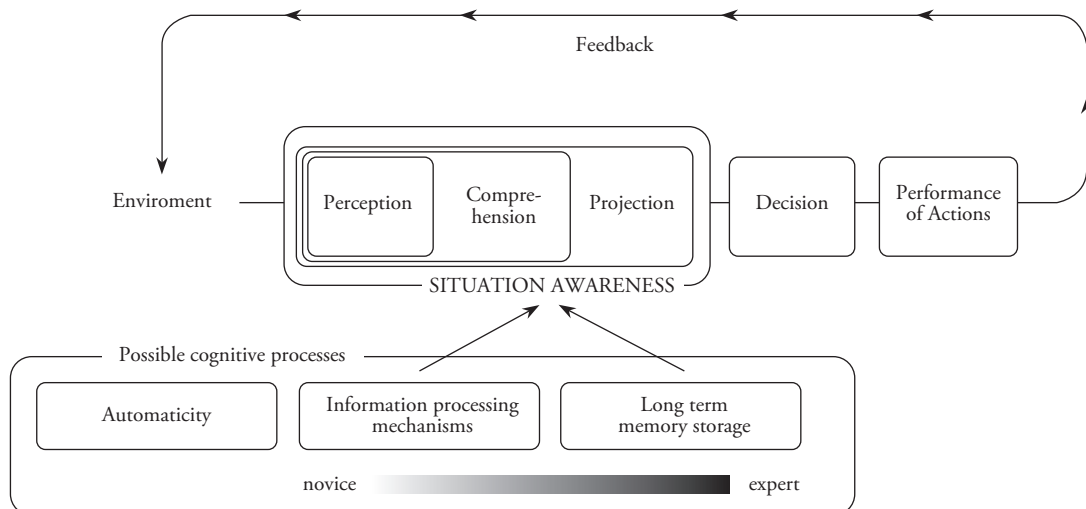 Feedback
Enviroment
Perception
Compre-
hension
Projection
Decision
Performance
of Actions
SITUATION AWARENESS
Possible cognitive processes
Automaticity
Information processing
mechanisms
Long term
memory storage
novice
expert